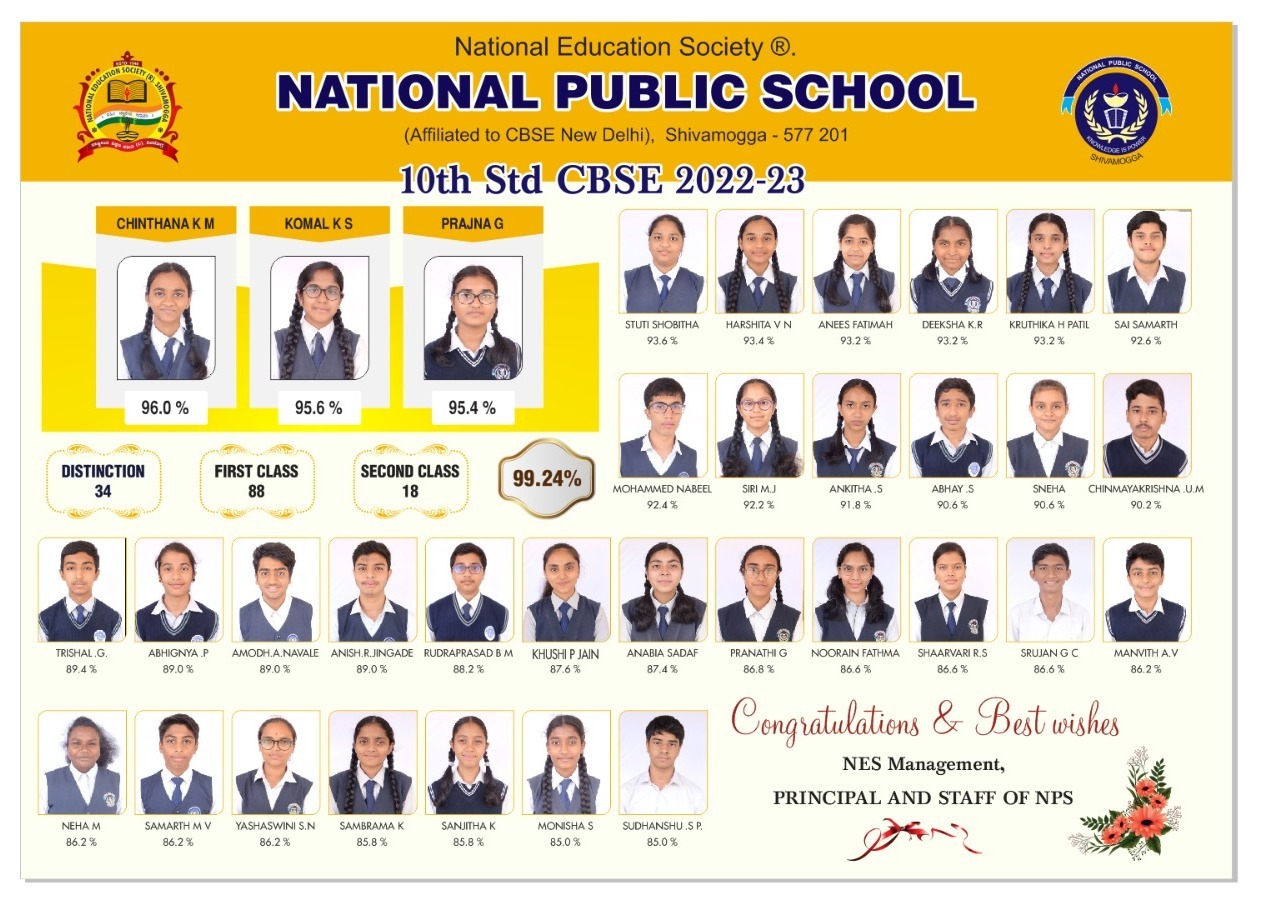 National Education Society ®.
NATIONAL PUBLIC SCHOOL
(Affiliated to CBSE New Delhi), Shivamogga - 577 201
ESTD 1946
NATIONAL EDUCATION SOCIETY (R) SHIVAMOGGA
NATIONAL PUBLIC SCHOOL
KNOWLEDGE IS POWER
SHIVAMOGGA
10th Std CBSE 2022-23
CHINTHANA K M KOMAL K S PRAJNA G
96.0 % 95.6 % 95.4 %
DISTINCTION FIRST CLASS SECOND CLASS
34 88 18
99.24%
STUTI SHOBITHA HARSHITA V N ANEES FATIMAH DEEKSHA K.R KRUTHIKA H PATIL SAI SAMARTH
93.6 % 93.4 % 93.2 % 93.2 % 93.2 % 92.6 %
MOHAMMED NABEEL SIRI M.J ANKITHA .S ABHAY .S SNEHA CHINMAYAKRISHNA .U.M
92.4 % 92.2 % 91.8 % 90.6 % 90.6 % 90.2 %
TRISHAL .G. ABHIGNYA .P AMODH.A.NAVALE ANISH.R.JINGADE RUDRAPRASAD B M KHUSHI P JAIN ANABIA SADAF PRANATHI G NOORAIN FATHMA SHAARVARI R.S SRUJAN G C MANVITH A.V
89.4 % 89.0 % 89.0 % 89.0 % 88.2 % 87.6 % 87.4 % 86.8 % 86.6 % 86.6 % 86.6 % 86.2 %
NEHA M SAMARTH M V YASHASWINI S.N SAMBRAMA K SANJITHA K MONISHA S SUDHANSHU .S P.
86.2 % 86.2 % 86.2 % 85.8 % 85.8 % 85.0 % 85.0 %
Congratulations & Best wishes
NES Management,
PRINCIPAL AND STAFF OF NPS